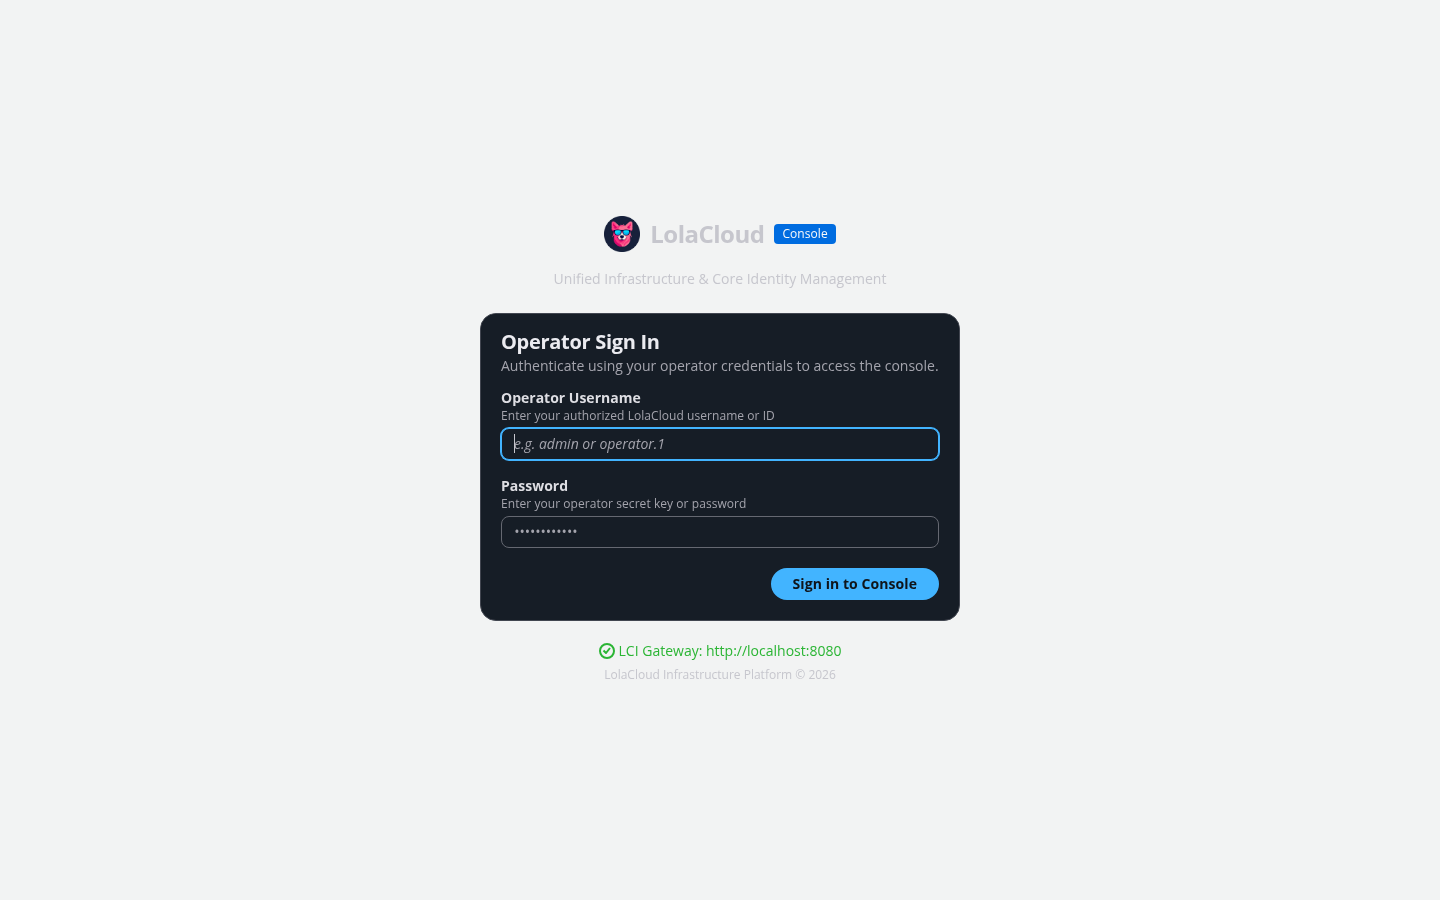 LolaCloud Console
Unified Infrastructure & Core Identity Management
Operator Sign In
Authenticate using your operator credentials to access the console.
Operator Username
Enter your authorized LolaCloud username or ID
e.g. admin or operator.1
Password
Enter your operator secret key or password
••••••••••••
Sign in to Console
LCI Gateway: http://localhost:8080
LolaCloud Infrastructure Platform © 2026